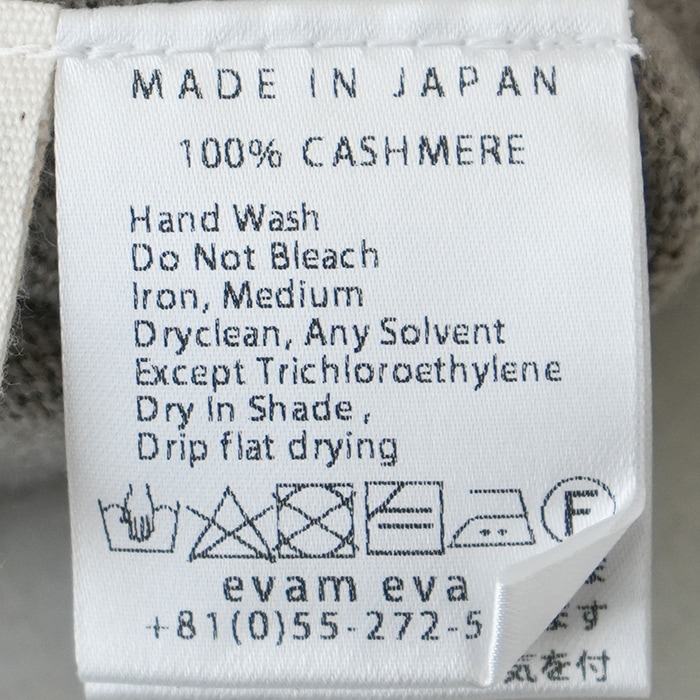 MADE IN JAPAN
100% CASHMERE
Hand Wash
Do Not Bleach
Iron, Medium
Dryclean, Any Solvent
Except Trichloroethylene
Dry In Shade,
Drip flat drying
F
evam eva
+81(0)55-272-5
ます
気を付